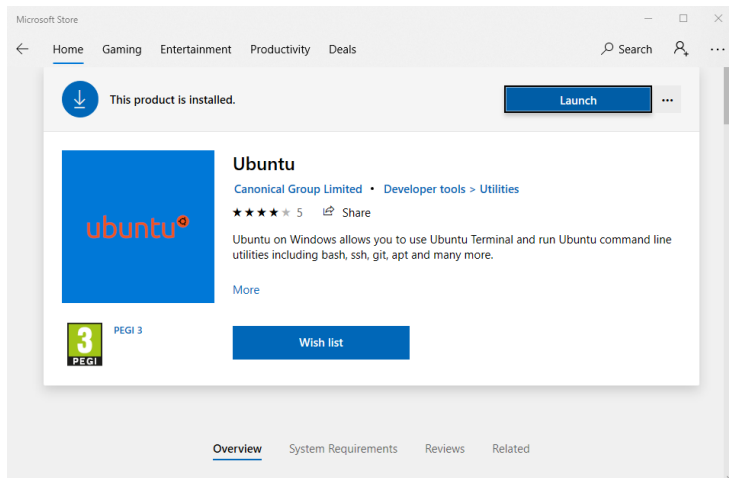 Microsoft Store
Home Gaming Entertainment Productivity Deals Search
This product is installed. Launch
ubuntu
Ubuntu
Canonical Group Limited • Developer tools > Utilities
5 Share
Ubuntu on Windows allows you to use Ubuntu Terminal and run Ubuntu command line
utilities including bash, ssh, git, apt and many more.
More
3
PEGI
PEGI 3
Wish list
Overview System Requirements Reviews Related